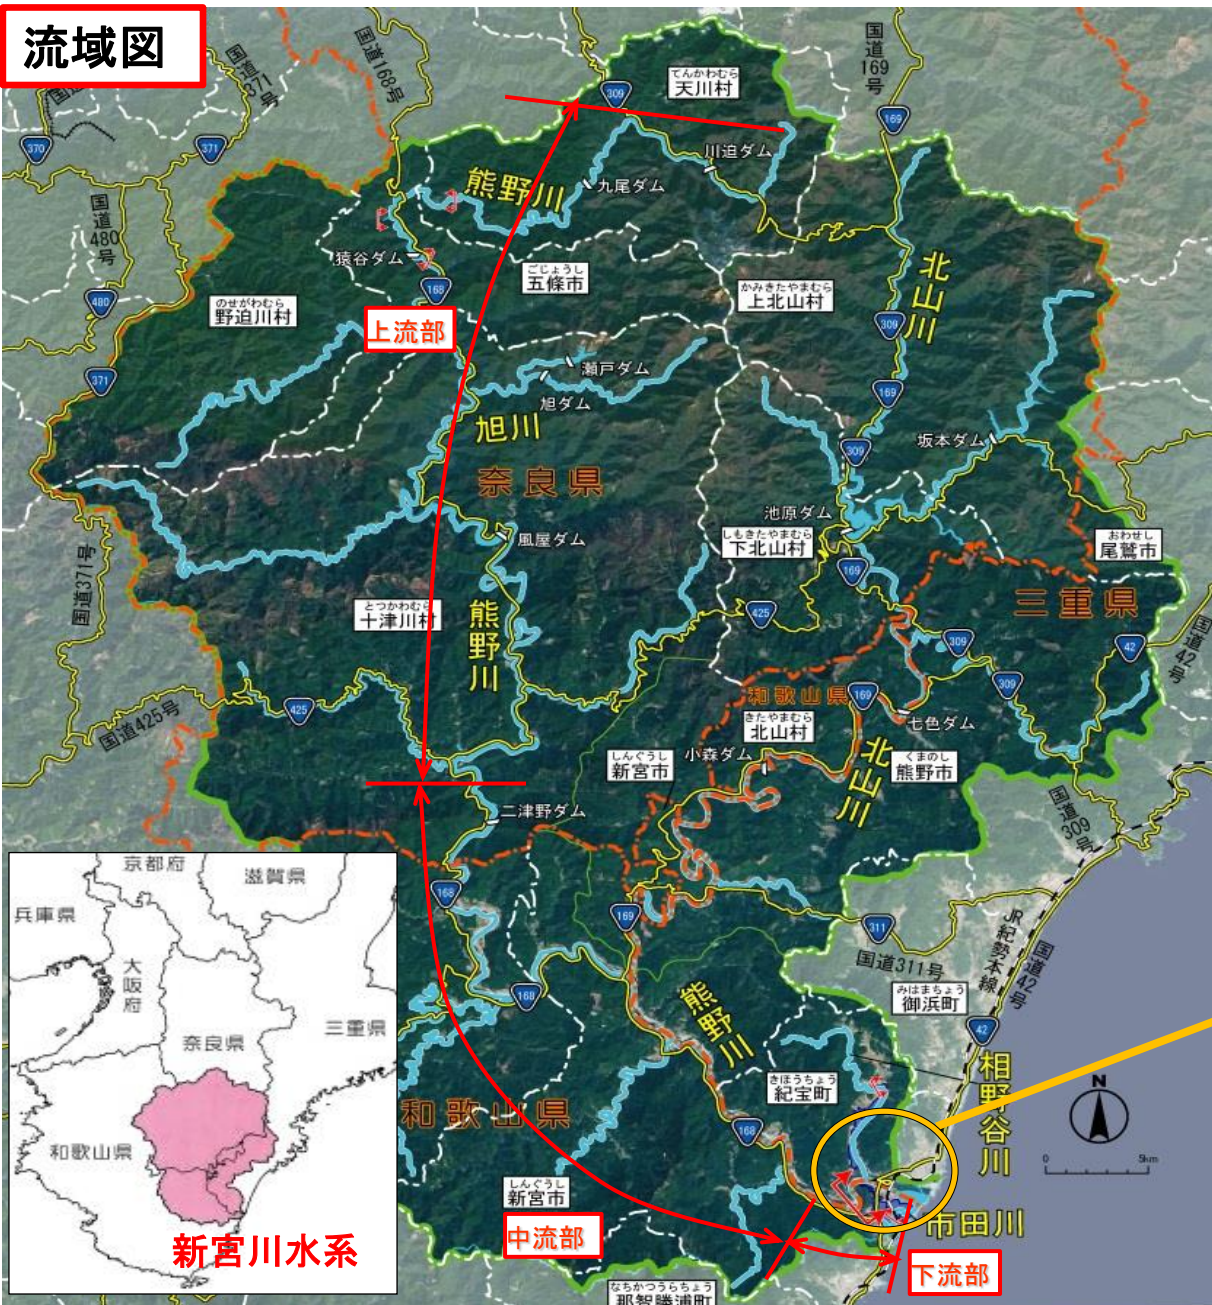 流域図
国道371号
国道168号
国道169号
309
てんかわむら
天川村
169
370
371
川迫ダム
熊野川
九尾ダム
国道480号
猿谷ダム
ごじょうし
五條市
かみきたやまむら
上北山村
北山川
480
のせがわむら
野迫川村
168
上流部
309
371
瀬戸ダム
旭ダム
169
旭川
309
坂本ダム
奈良県
池原ダム
しもきたやまむら
下北山村
おわせし
尾鷲市
国道371号
風屋ダム
169
とつかわむら
十津川村
熊野川
425
三重県
309
42
国道42号
309
国道425号
425
和歌山県
169
きたやまむら
北山村
七色ダム
しんぐうし
新宮市
小森ダム
北山川
くまのし
熊野市
二津野ダム
国道309号
京都府
滋賀県
兵庫県
大阪府
奈良県
三重県
和歌山県
新宮川水系
168
169
311
国道311号
JR紀勢本線
国道42号
168
みはまちょう
御浜町
熊野川
42
きほうちょう
紀宝町
相野谷川
N
0 5km
和歌山県
168
しんぐうし
新宮市
中流部
市田川
下流部
なちかつうらちょう
那智勝浦町